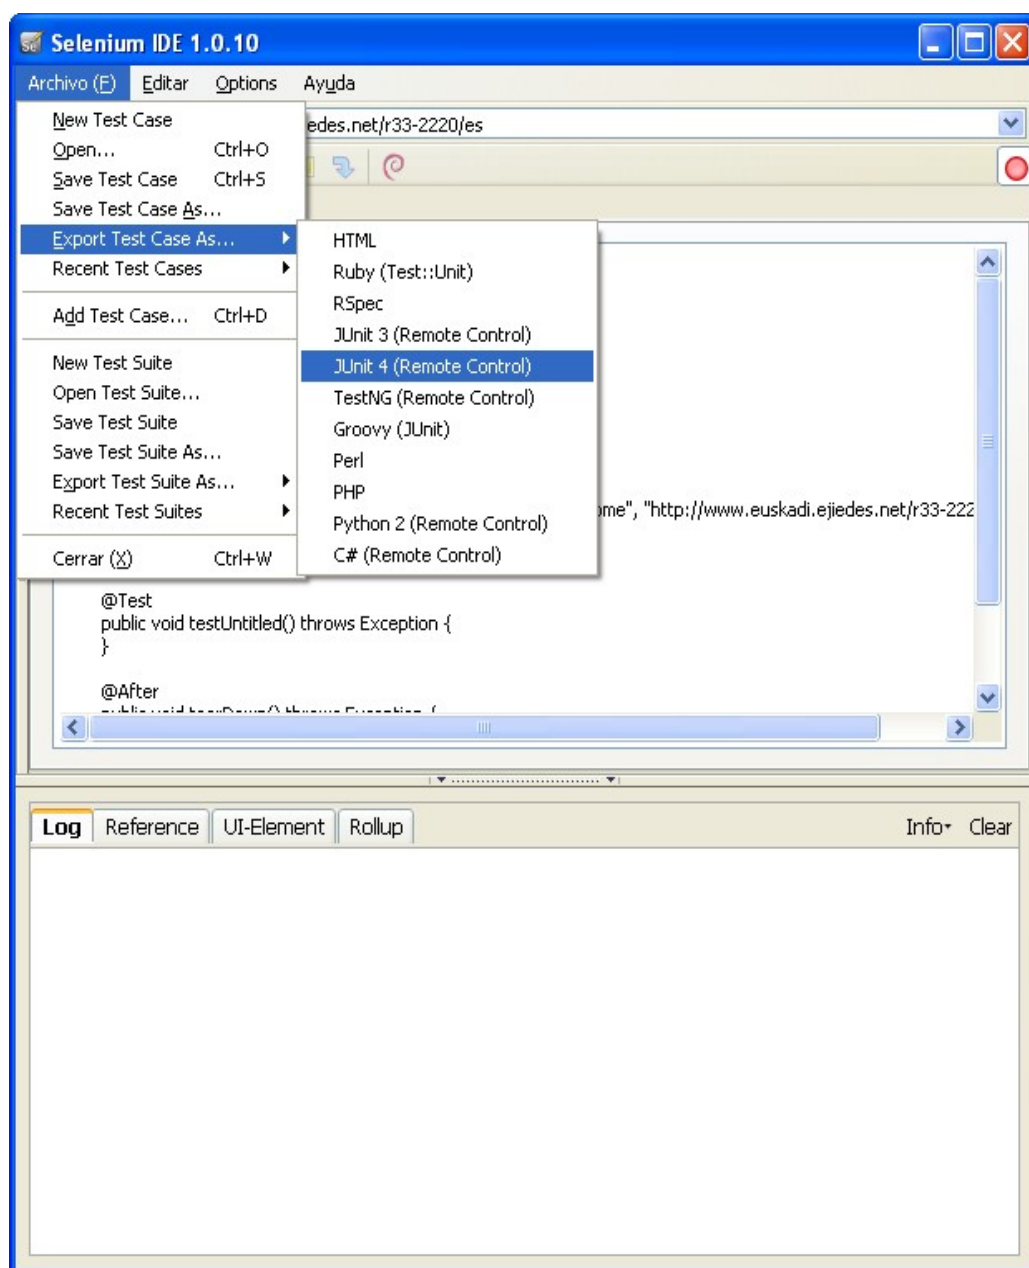 Selenium IDE 1.0.10
Archivo (F) Editar Options Ayuda
New Test Case
Open... Ctrl+O
Save Test Case Ctrl+S
Save Test Case As...
Export Test Case As...
Recent Test Cases
Add Test Case... Ctrl+D
New Test Suite
Open Test Suite...
Save Test Suite
Save Test Suite As...
Export Test Suite As...
Recent Test Suites
Cerrar (X) Ctrl+W
edes.net/r33-2220/es
HTML
Ruby (Test::Unit)
RSpec
JUnit 3 (Remote Control)
JUnit 4 (Remote Control)
TestNG (Remote Control)
Groovy (JUnit)
Perl
PHP
Python 2 (Remote Control)
C# (Remote Control)
ome", "http://www.euskadi.ejiedes.net/r33-222
@Test
public void testUntitled() throws Exception {
}
@After
Log Reference UI-Element Rollup Info Clear